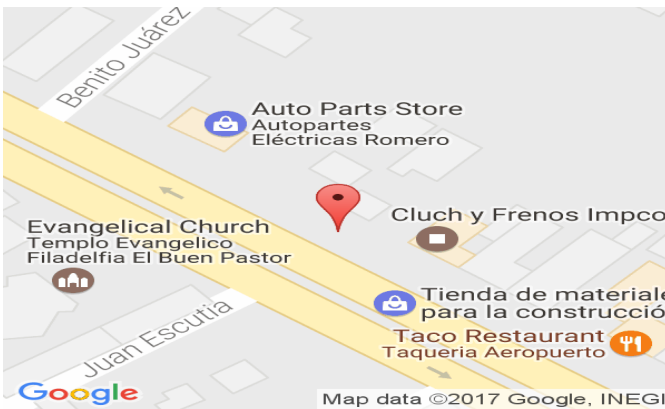 Benito Juárez
Auto Parts Store
Autopartes
Eléctricas Romero
Cluch y Frenos Impco
Evangelical Church
Templo Evangelico
Filadelfia El Buen Pastor
Tienda de materiale
para la construcció
Juan Escutia
Taco Restaurant
Taqueria Aeropuerto
Google
Map data ©2017 Google, INEGI